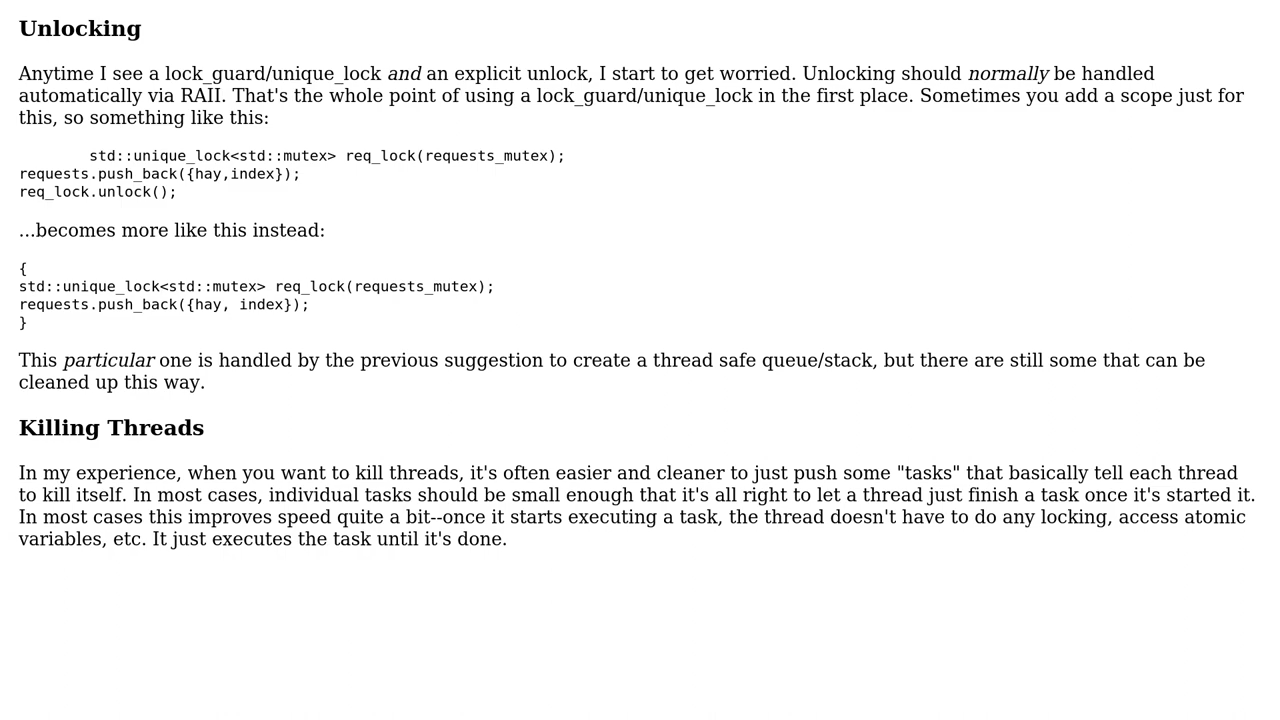 Unlocking
Anytime I see a lock_guard/unique_lock and an explicit unlock, I start to get worried. Unlocking should normally be handled
automatically via RAII. That's the whole point of using a lock_guard/unique_lock in the first place. Sometimes you add a scope just for
this, so something like this:
std::unique_lock<std::mutex> req_lock(requests_mutex);
requests.push_back({hay,index});
req_lock.unlock();
...becomes more like this instead:
{
std::unique_lock<std::mutex> req_lock(requests_mutex);
requests.push_back({hay, index});
}
This particular one is handled by the previous suggestion to create a thread safe queue/stack, but there are still some that can be
cleaned up this way.
Killing Threads
In my experience, when you want to kill threads, it's often easier and cleaner to just push some "tasks" that basically tell each thread
to kill itself. In most cases, individual tasks should be small enough that it's all right to let a thread just finish a task once it's started it.
In most cases this improves speed quite a bit--once it starts executing a task, the thread doesn't have to do any locking, access atomic
variables, etc. It just executes the task until it's done.